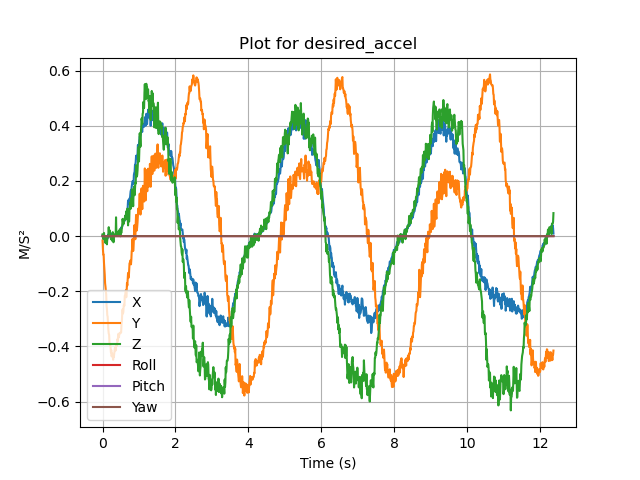 Plot for desired_accel
M/S²
0.6
0.4
0.2
0.0
−0.2
−0.4
−0.6
X
Y
Z
Roll
Pitch
Yaw
0 2 4 6 8 10 12
Time (s)